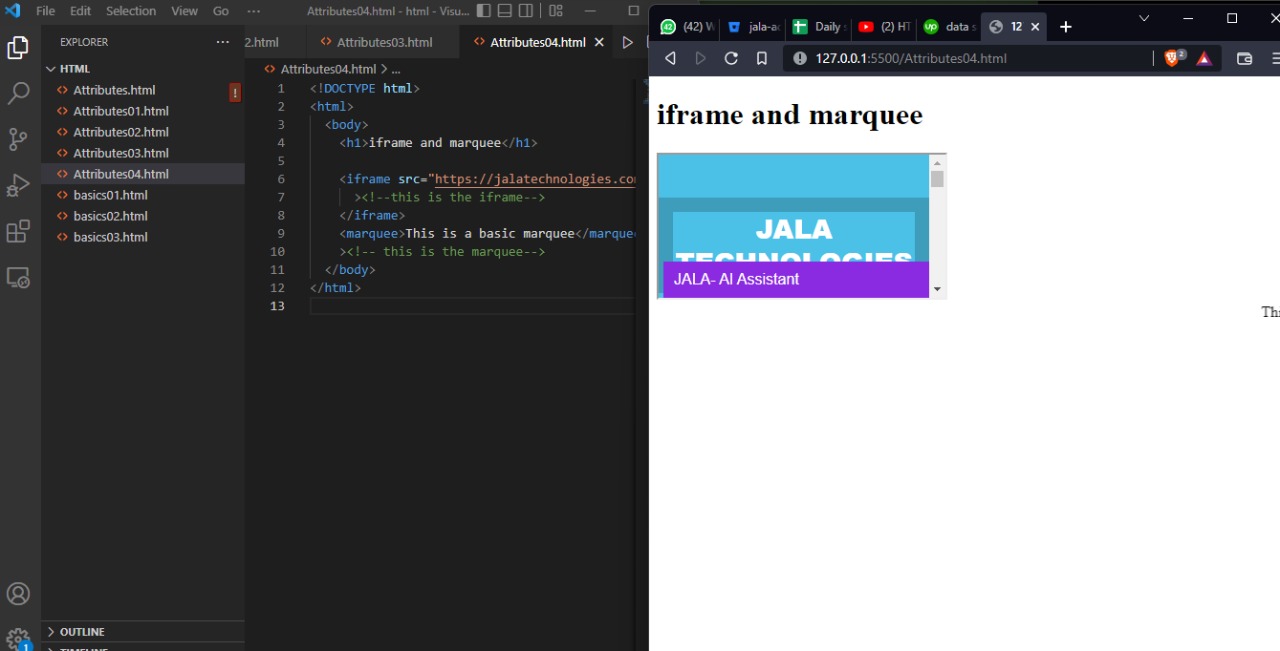 File Edit Selection View Go ··· Attributes04.html - html - Visu...
EXPLORER ···
HTML
Attributes.html
Attributes01.html
Attributes02.html
Attributes03.html
Attributes04.html
basics01.html
basics02.html
basics03.html
OUTLINE
TIMELINE
1
2.html Attributes03.html Attributes04.html
Attributes04.html > ...
1 <!DOCTYPE html>
2 <html>
3 <body>
4 <h1>iframe and marquee</h1>
5
6 <iframe src="https://jalatechnologies.co
7 ><!--this is the iframe-->
8 </iframe>
9 <marquee>This is a basic marquee</marque
10 ><!-- this is the marquee-->
11 </body>
12 </html>
13
(42) W jala-ac Daily s (2) HT data s 12
127.0.0.1:5500/Attributes04.html 2
iframe and marquee
JALA
TECHNOLOGIES
JALA- AI Assistant
Thi